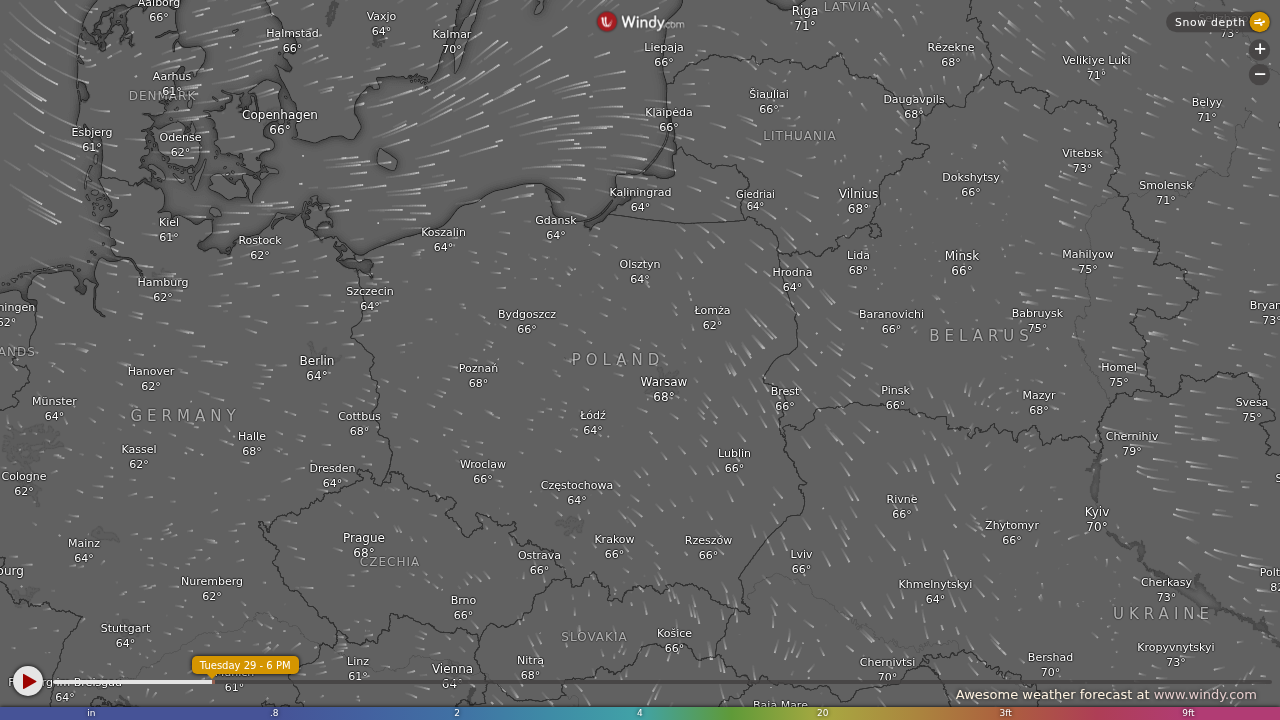 Aalborg
66°
Vaxjo
64°
Halmstad
66°
Kalmar
70°
Windy.com
Riga
71°
LATVIA
Snow depth
73°
+
−
Liepaja
66°
Rēzekne
68°
Velikiye Luki
71°
Aarhus
61°
DENMARK
Copenhagen
66°
Klaipėda
66°
Šiauliai
66°
LITHUANIA
Daugavpils
68°
Belyy
71°
Esbjerg
61°
Odense
62°
Vitebsk
73°
Kaliningrad
64°
Giedriai
64°
Vilnius
68°
Dokshytsy
66°
Smolensk
71°
Kiel
61°
Rostock
62°
Koszalin
64°
Gdansk
64°
Olsztyn
64°
Hrodna
64°
Lida
68°
Minsk
66°
Mahilyow
75°
Hamburg
62°
Szczecin
64°
Bydgoszcz
66°
Łomża
62°
Baranovichi
66°
Babruysk
75°
BELARUS
Hanover
62°
Berlin
64°
Poznań
68°
POLAND
Warsaw
68°
Brest
66°
Pinsk
66°
Homel
75°
Mazyr
68°
Svesa
75°
Münster
64°
GERMANY
Cottbus
68°
Łódź
64°
Kassel
62°
Halle
68°
Lublin
66°
Chernihiv
79°
Cologne
62°
Dresden
64°
Wroclaw
66°
Częstochowa
64°
Rivne
66°
Kyiv
70°
Zhytomyr
66°
Mainz
64°
Prague
68°
CZECHIA
Ostrava
66°
Krakow
66°
Rzeszów
66°
Lviv
66°
Khmelnytskyi
64°
Cherkasy
73°
UKRAINE
Nuremberg
62°
Brno
66°
Stuttgart
64°
SLOVAKIA
Košice
66°
Linz
61°
Vienna
64°
Nitra
68°
Chernivtsi
70°
Bershad
70°
Kropyvnytskyi
73°
Tuesday 29 - 6 PM
61°
64°
Baia Mare
Awesome weather forecast at www.windy.com
in .8 2 4 20 3ft 9ft